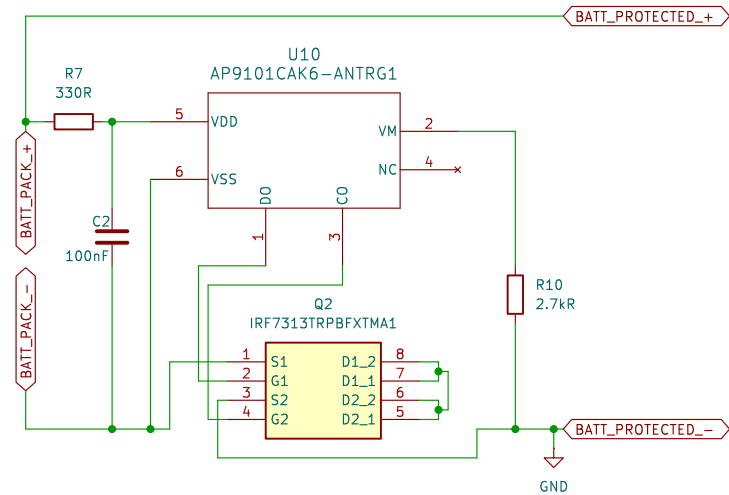 BATT_PROTECTED_+
U10
AP9101CAK6-ANTRG1
R7
330R
5
VDD
VM
2
NC
4
6
VSS
BATT_PACK_+
DO
CO
1
3
C2
100nF
BATT_PACK_-
R10
2.7kR
Q2
IRF7313TRPBFXTMA1
1
S1
D1_2
8
2
G1
D1_1
7
3
S2
D2_2
6
4
G2
D2_1
5
BATT_PROTECTED_-
GND